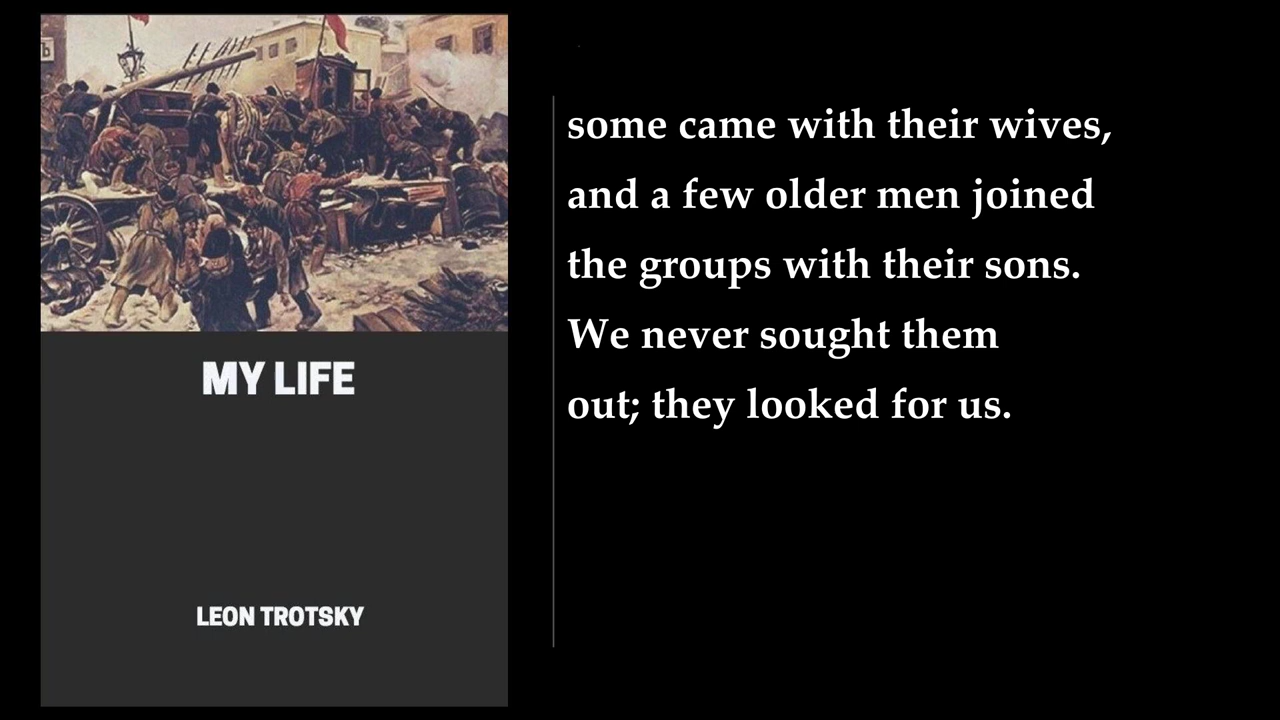 MY LIFE
LEON TROTSKY
some came with their wives,
and a few older men joined
the groups with their sons.
We never sought them
out; they looked for us.